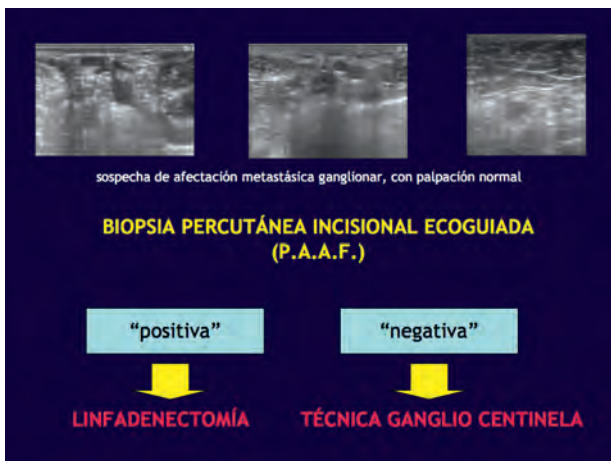 sospecha de afectación metastásica ganglionar, con palpación normal
BIOPSIA PERCUTÁNEA INCISIONAL ECOGUIADA
(P.A.A.F.)
“positiva”
“negativa”
LINFADENECTOMÍA
TÉCNICA GANGLIO CENTINELA